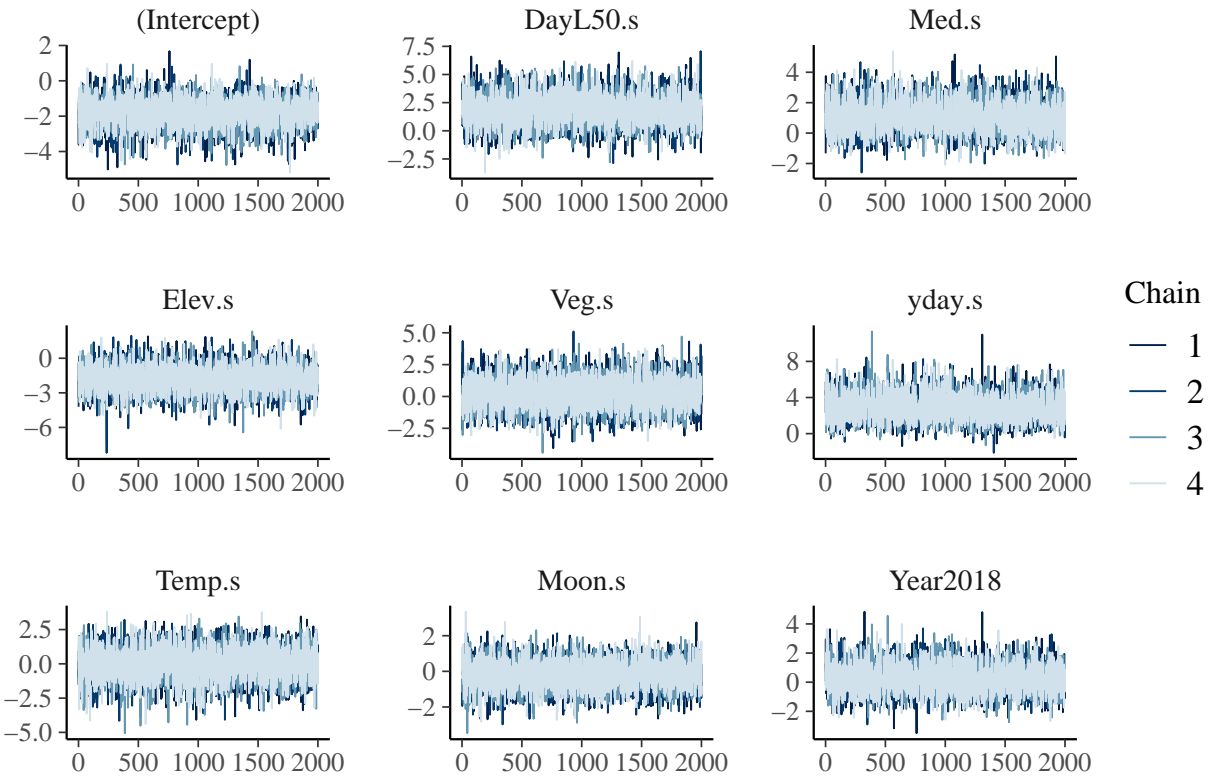 (Intercept) DayL50.s Med.s
2 0 −2 −4
7.5 5.0 2.5 0.0 −2.5
4 2 0 −2
0 500 1000 1500 2000 0 500 1000 1500 2000 0 500 1000 1500 2000
Elev.s Veg.s yday.s
0 −3 −6
5.0 2.5 0.0 −2.5
8 4 0
0 500 1000 1500 2000 0 500 1000 1500 2000 0 500 1000 1500 2000
Chain
1
2
3
4
Temp.s Moon.s Year2018
2.5 0.0 −2.5 −5.0
2 0 −2
4 2 0 −2
0 500 1000 1500 2000 0 500 1000 1500 2000 0 500 1000 1500 2000